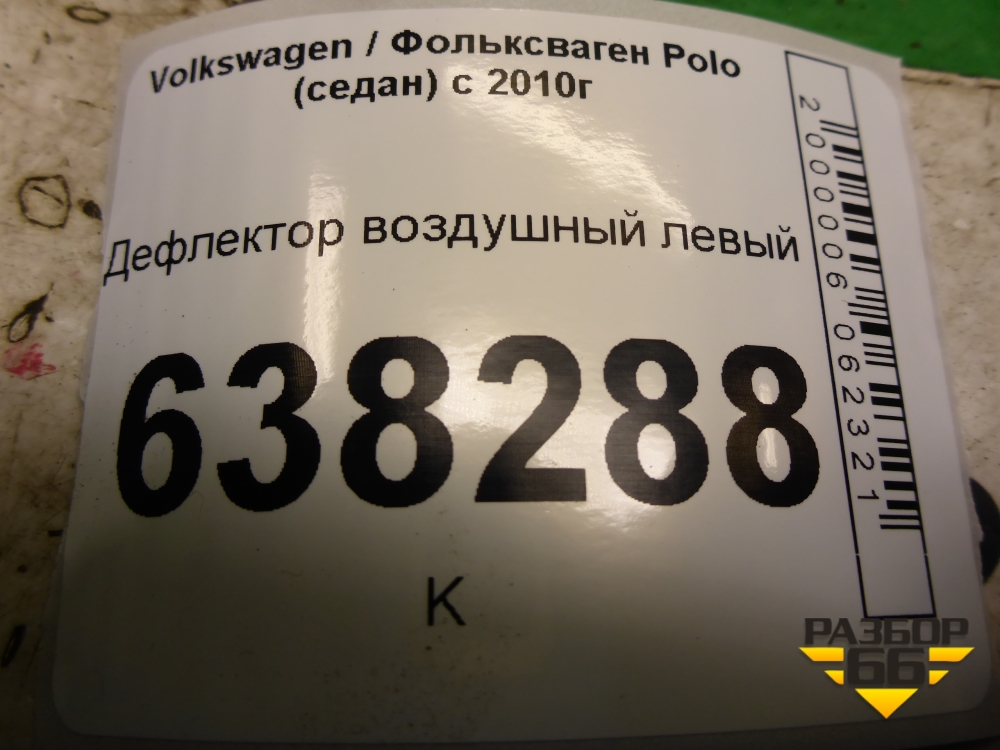 Volkswagen / Фольксваген Polo
(седан) с 2010г
Дефлектор воздушный левый
638288
К
2000006062321
РАЗБОР
66